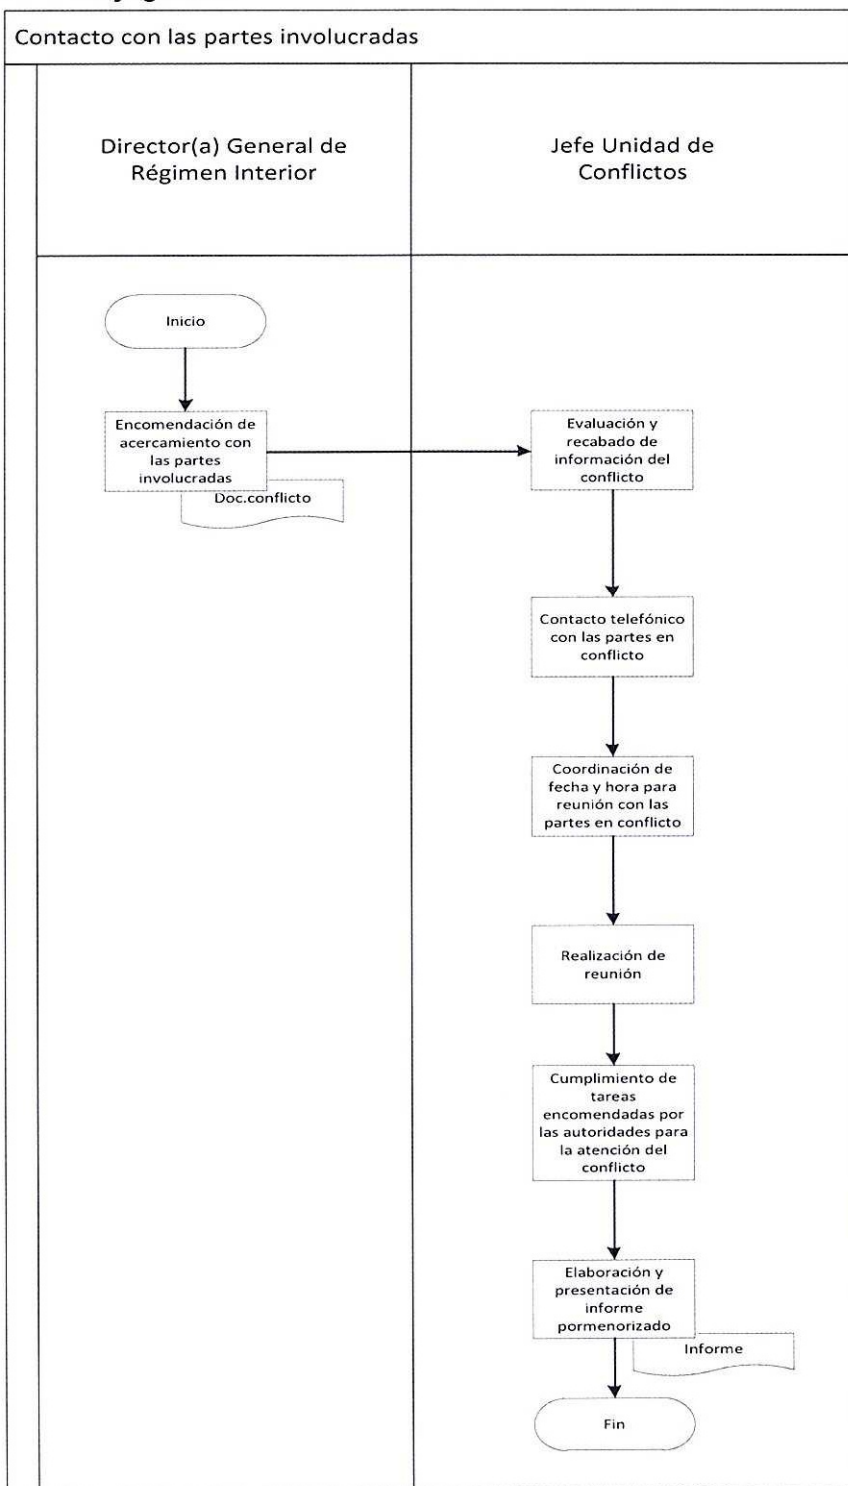 Contacto con las partes involucradas
Director(a) General de
Régimen Interior
Jefe Unidad de
Conflictos
Inicio
Encomendación de
acercamiento con
las partes
involucradas
Doc.conflicto
Evaluación y
recabado de
información del
conflicto
Contacto telefónico
con las partes en
conflicto
Coordinación de
fecha y hora para
reunión con las
partes en conflicto
Realización de
reunión
Cumplimiento de
tareas
encomendadas por
las autoridades para
la atención del
conflicto
Elaboración y
presentación de
informe
pormenorizado
Informe
Fin